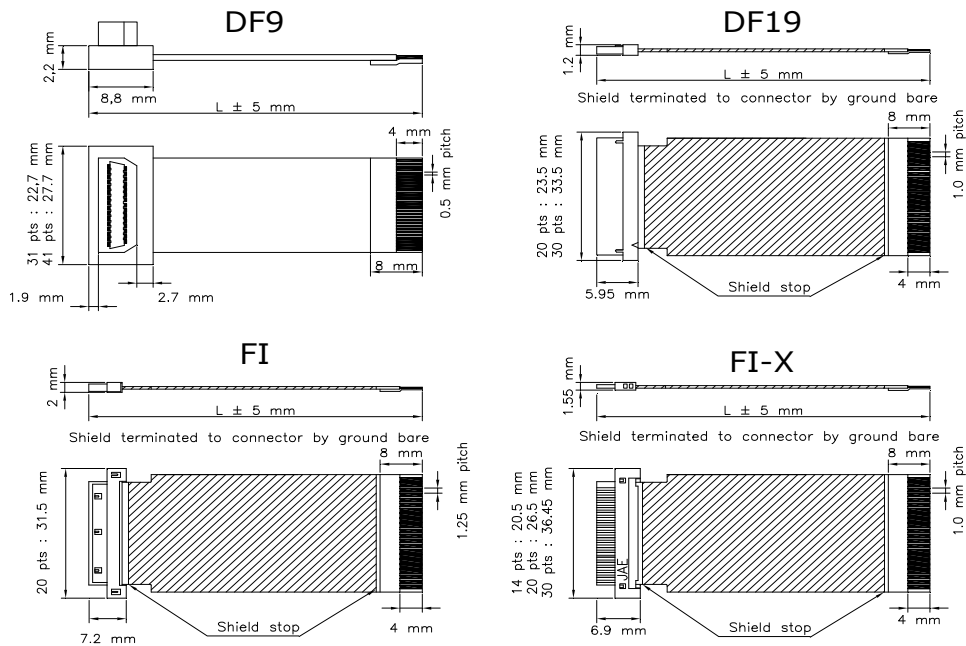 DF9
2,2 mm
8,8 mm
L ± 5 mm
4 mm
0.5 mm pitch
31 pts : 22,7 mm
41 pts : 27.7 mm
8 mm
1.9 mm
2.7 mm
DF19
1.2 mm
L ± 5 mm
Shield terminated to connector by ground bare
8 mm
1.0 mm pitch
20 pts : 23.5 mm
30 pts : 33.5 mm
5.95 mm
Shield stop
4 mm
FI
2 mm
L ± 5 mm
Shield terminated to connector by ground bare
8 mm
1.25 mm pitch
20 pts : 31.5 mm
7.2 mm
Shield stop
4 mm
FI-X
1.55 mm
L ± 5 mm
Shield terminated to connector by ground bare
8 mm
1.0 mm pitch
14 pts : 20.5 mm
20 pts : 26.5 mm
30 pts : 36.45 mm
JAE
6.9 mm
Shield stop
4 mm